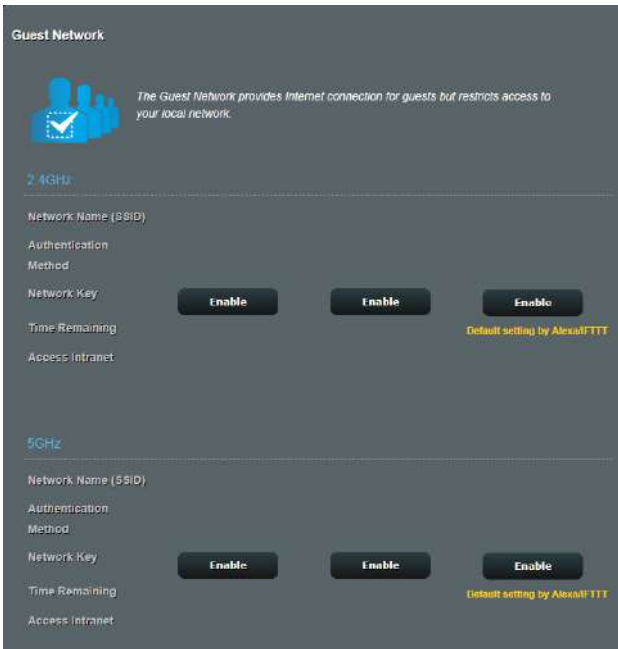 Guest Network
The Guest Network provides Internet connection for guests but restricts access to
your local network.
2.4GHz
Network Name (SSID)
Authentication
Method
Network Key
Enable Enable Enable
Time Remaining
Default setting by Alexa/IFTTT
Access Intranet
5GHz
Network Name (SSID)
Authentication
Method
Network Key
Enable Enable Enable
Time Remaining
Default setting by Alexa/IFTTT
Access Intranet